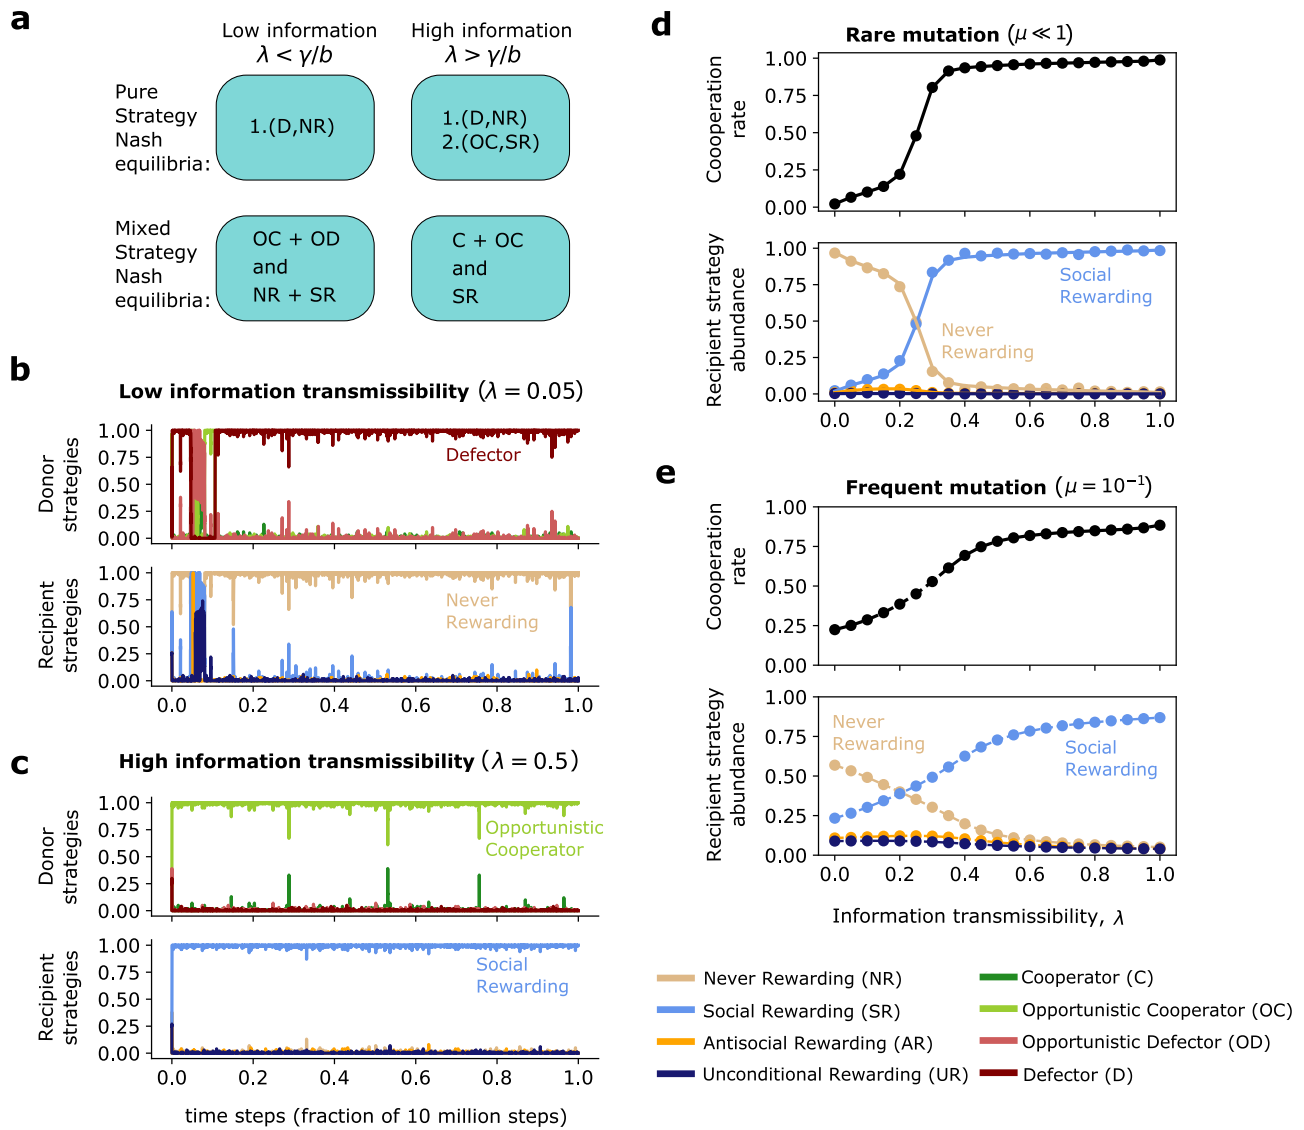 a
Low information
λ < γ/b
High information
λ > γ/b
Pure
Strategy
Nash
equilibria:
1.(D,NR)
1.(D,NR)
2.(OC,SR)
Mixed
Strategy
Nash
equilibria:
OC + OD
and
NR + SR
C + OC
and
SR
b
Low information transmissibility (λ = 0.05)
Donor
strategies
1.00
0.75
0.50
0.25
0.00
Defector
Recipient
strategies
1.00
0.75
0.50
0.25
0.00
Never
Rewarding
0.0 0.2 0.4 0.6 0.8 1.0
c
High information transmissibility (λ = 0.5)
Donor
strategies
1.00
0.75
0.50
0.25
0.00
Opportunistic
Cooperator
Recipient
strategies
1.00
0.75
0.50
0.25
0.00
Social
Rewarding
0.0 0.2 0.4 0.6 0.8 1.0
time steps (fraction of 10 million steps)
d
Rare mutation (μ ≪ 1)
Coooperation
rate
1.00
0.75
0.50
0.25
0.00
Recipient strategy
abundance
1.00
0.75
0.50
0.25
0.00
Social
Rewarding
Never
Rewarding
0.0 0.2 0.4 0.6 0.8 1.0
e
Frequent mutation (μ = 10⁻¹)
Coooperation
rate
1.00
0.75
0.50
0.25
0.00
Recipient strategy
abundance
1.00
0.75
0.50
0.25
0.00
Never
Rewarding
Social
Rewarding
0.0 0.2 0.4 0.6 0.8 1.0
Information transmissibility, λ
Never Rewarding (NR)
Social Rewarding (SR)
Antisocial Rewarding (AR)
Unconditional Rewarding (UR)
Cooperator (C)
Opportunistic Cooperator (OC)
Opportunistic Defector (OD)
Defector (D)